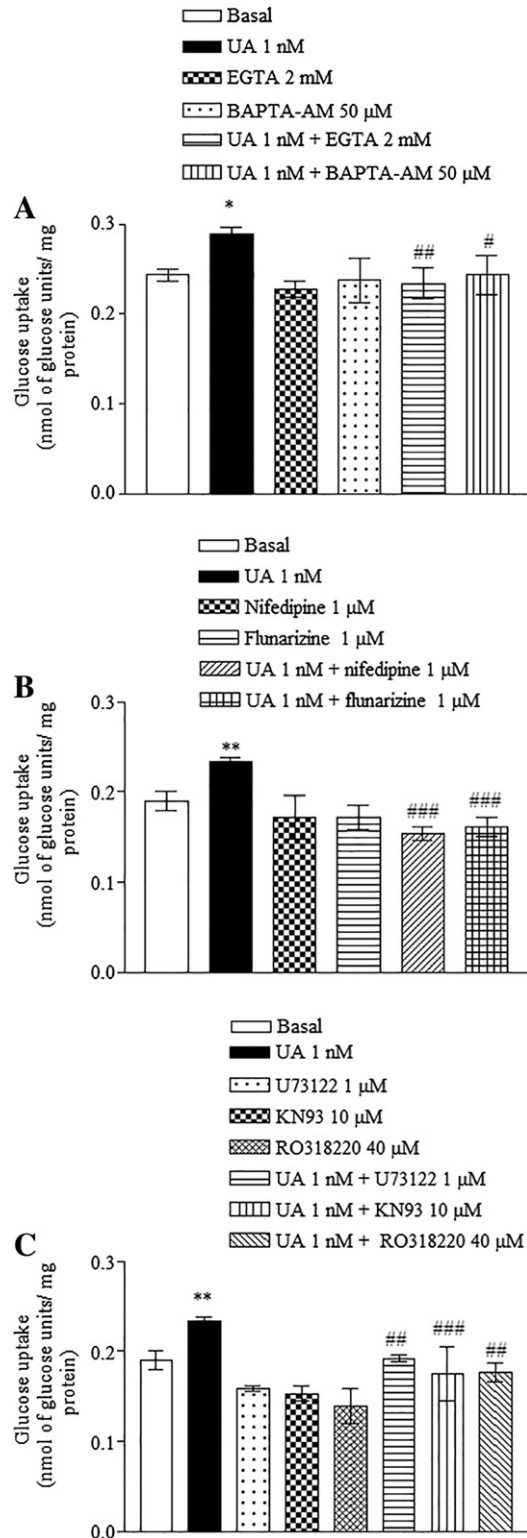 Basal
UA 1 nM
EGTA 2 mM
BAPTA-AM 50 µM
UA 1 nM + EGTA 2 mM
UA 1 nM + BAPTA-AM 50 µM
A
Glucose uptake
(nmol of glucose units/ mg
protein)
0.3
0.2
0.1
0.0
*
##
#
Basal
UA 1 nM
Nifedipine 1 µM
Flunarizine 1 µM
UA 1 nM + nifedipine 1 µM
UA 1 nM + flunarizine 1 µM
B
Glucose uptake
(nmol of glucose units/ mg
protein)
0.3
0.2
0.1
0.0
**
###
###
Basal
UA 1 nM
U73122 1 µM
KN93 10 µM
RO318220 40 µM
UA 1 nM + U73122 1 µM
UA 1 nM + KN93 10 µM
UA 1 nM + RO318220 40 µM
C
Glucose uptake
(nmol of glucose units/ mg
protein)
0.3
0.2
0.1
0.0
**
##
###
##